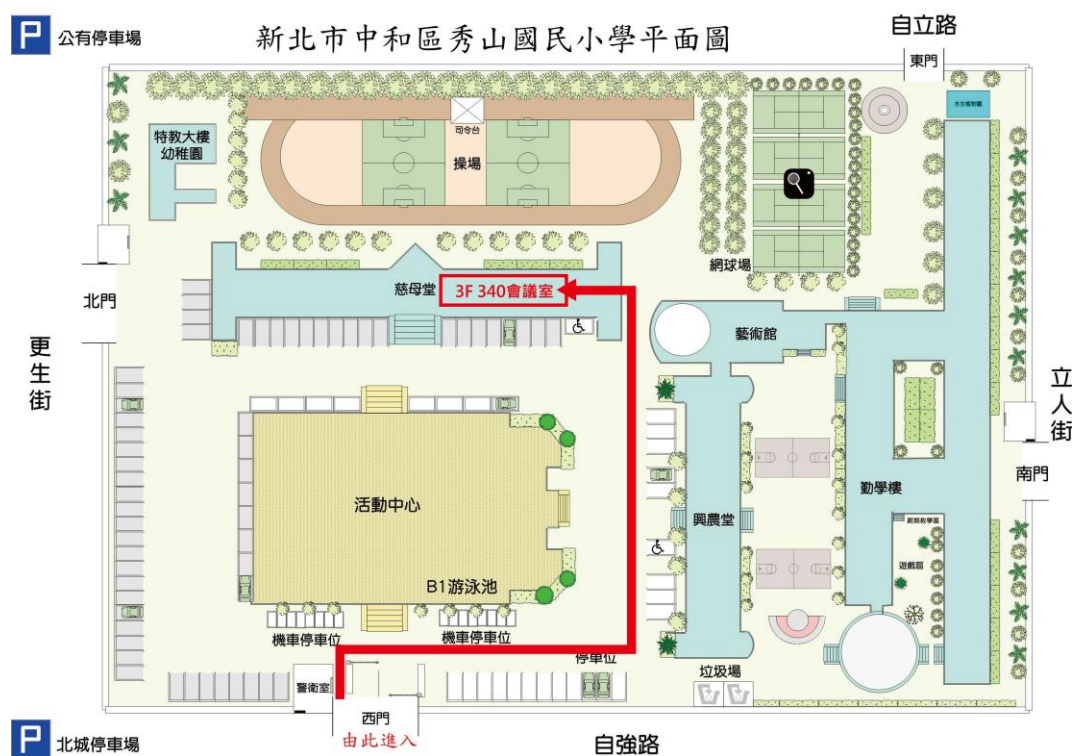 P 公有停車場
新北市中和區秀山國民小學平面圖
自立路
東門
水生植物園
司令台
特教大樓
幼稚園
操場
網球場
北門
慈母堂
3F 340會議室
藝術館
更生街
立人街
活動中心
勤學樓
南門
興農堂
遊戲區
B1游泳池
機車停車位
機車停車位
停車位
垃圾場
警衛室
西門
由此進入
P 北城停車場
自強路